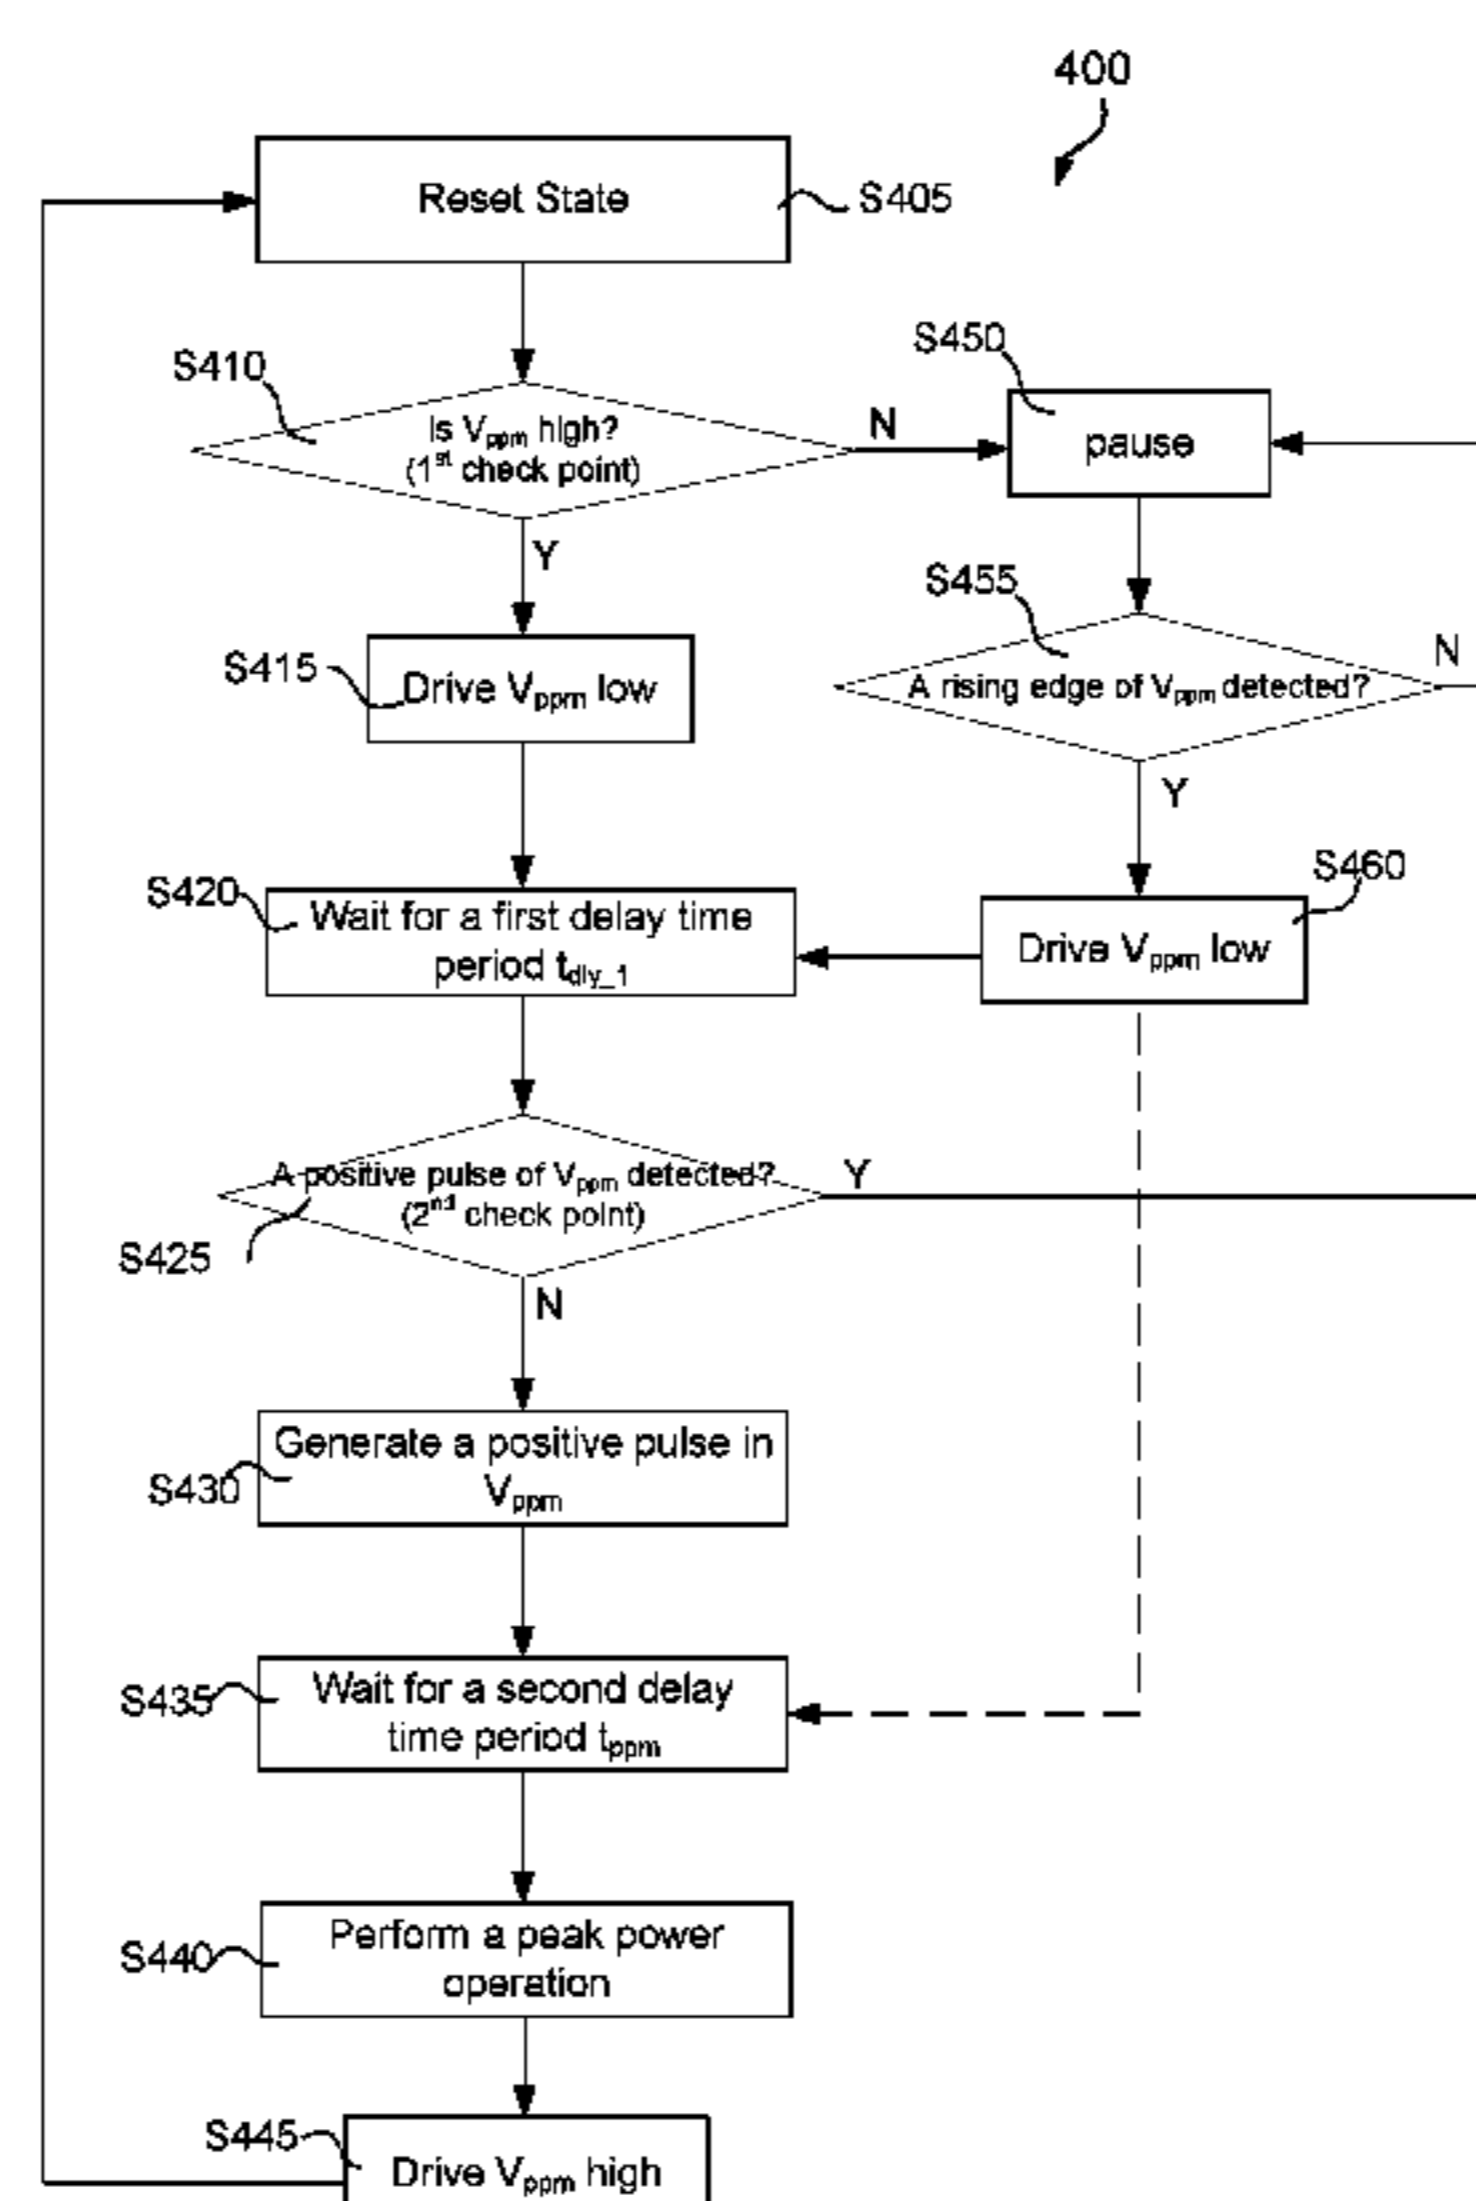 400
Reset State
S405
S410
Is Vppm high?
(1st check point)
N
S450
pause
Y
S455
A rising edge of Vppm detected?
N
S415
Drive Vppm low
Y
S460
Drive Vppm low
S420
Wait for a first delay time
period tdly_1
A positive pulse of Vppm detected?
(2nd check point)
Y
S425
N
Generate a positive pulse in
Vppm
S430
Wait for a second delay
time period tppm
S435
Perform a peak power
operation
S440
S445
Drive Vppm high